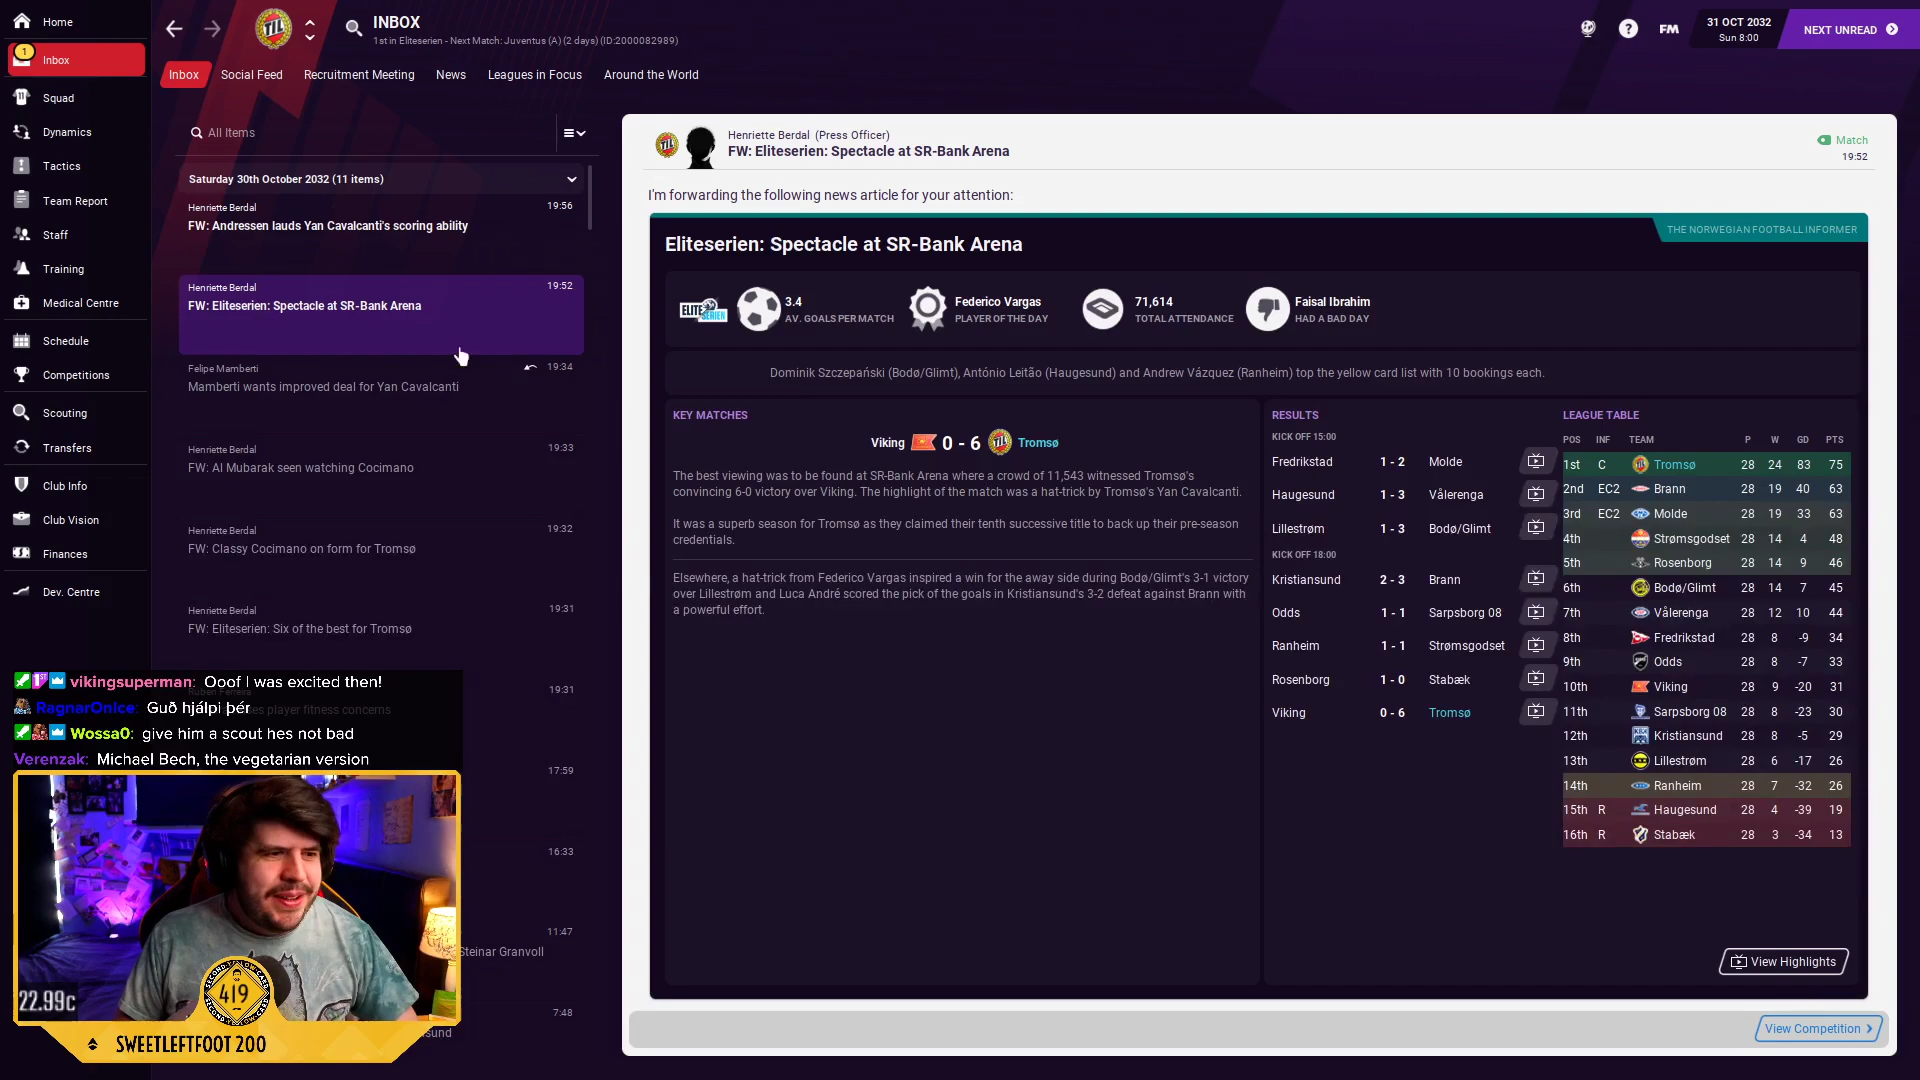 Home
INBOX
1st in Eliteserien - Next Match: Juventus (A) (2 days) (ID:2000082989)
FM
31 OCT 2032
Sun 8:00
NEXT UNREAD
1
Inbox
Inbox
Social Feed
Recruitment Meeting
News
Leagues in Focus
Around the World
Squad
Dynamics
Tactics
Team Report
Staff
Training
Medical Centre
Schedule
Competitions
Scouting
Transfers
Club Info
Club Vision
Finances
Dev. Centre
All Items
Saturday 30th October 2032 (11 items)
Henriette Berdal
19:56
FW: Andressen lauds Yan Cavalcanti's scoring ability
Henriette Berdal
19:52
FW: Eliteserien: Spectacle at SR-Bank Arena
Felipe Mamberti
19:34
Mamberti wants improved deal for Yan Cavalcanti
Henriette Berdal
19:33
FW: Al Mubarak seen watching Cocimano
Henriette Berdal
19:32
FW: Classy Cocimano on form for Tromsø
Henriette Berdal
19:31
FW: Eliteserien: Six of the best for Tromsø
19:31
player fitness concerns
17:59
16:33
11:47
Steinar Granvoll
7:48
vikingsuperman: Ooof I was excited then!
RagnarOnIce: Guð hjálpi þér
Wossa0: give him a scout hes not bad
Verenzak: Michael Bech, the vegetarian version
22.99c
419
SWEETLEFTFOOT 200
Henriette Berdal (Press Officer)
FW: Eliteserien: Spectacle at SR-Bank Arena
Match
19:52
I'm forwarding the following news article for your attention:
THE NORWEGIAN FOOTBALL INFORMER
Eliteserien: Spectacle at SR-Bank Arena
ELITE
SERIEN
3.4
AV. GOALS PER MATCH
Federico Vargas
PLAYER OF THE DAY
71,614
TOTAL ATTENDANCE
Faisal Ibrahim
HAD A BAD DAY
Dominik Szczepański (Bodø/Glimt), António Leitão (Haugesund) and Andrew Vázquez (Ranheim) top the yellow card list with 10 bookings each.
KEY MATCHES
Viking 0 - 6 Tromsø
The best viewing was to be found at SR-Bank Arena where a crowd of 11,543 witnessed Tromsø's
convincing 6-0 victory over Viking. The highlight of the match was a hat-trick by Tromsø's Yan Cavalcanti.
It was a superb season for Tromsø as they claimed their tenth successive title to back up their pre-season
credentials.
Elsewhere, a hat-trick from Federico Vargas inspired a win for the away side during Bodø/Glimt's 3-1 victory
over Lillestrøm and Luca André scored the pick of the goals in Kristiansund's 3-2 defeat against Brann with
a powerful effort.
RESULTS
KICK OFF 15:00
Fredrikstad 1 - 2 Molde
Haugesund 1 - 3 Vålerenga
Lillestrøm 1 - 3 Bodø/Glimt
KICK OFF 18:00
Kristiansund 2 - 3 Brann
Odds 1 - 1 Sarpsborg 08
Ranheim 1 - 1 Strømsgodset
Rosenborg 1 - 0 Stabæk
Viking 0 - 6 Tromsø
LEAGUE TABLE
POS INF TEAM P W GD PTS
1st C Tromsø 28 24 83 75
2nd EC2 Brann 28 19 40 63
3rd EC2 Molde 28 19 33 63
4th Strømsgodset 28 14 4 48
5th Rosenborg 28 14 9 46
6th Bodø/Glimt 28 14 7 45
7th Vålerenga 28 12 10 44
8th Fredrikstad 28 8 -9 34
9th Odds 28 8 -7 33
10th Viking 28 9 -20 31
11th Sarpsborg 08 28 8 -23 30
12th Kristiansund 28 8 -5 29
13th Lillestrøm 28 6 -17 26
14th Ranheim 28 7 -32 26
15th R Haugesund 28 4 -39 19
16th R Stabæk 28 3 -34 13
View Highlights
View Competition